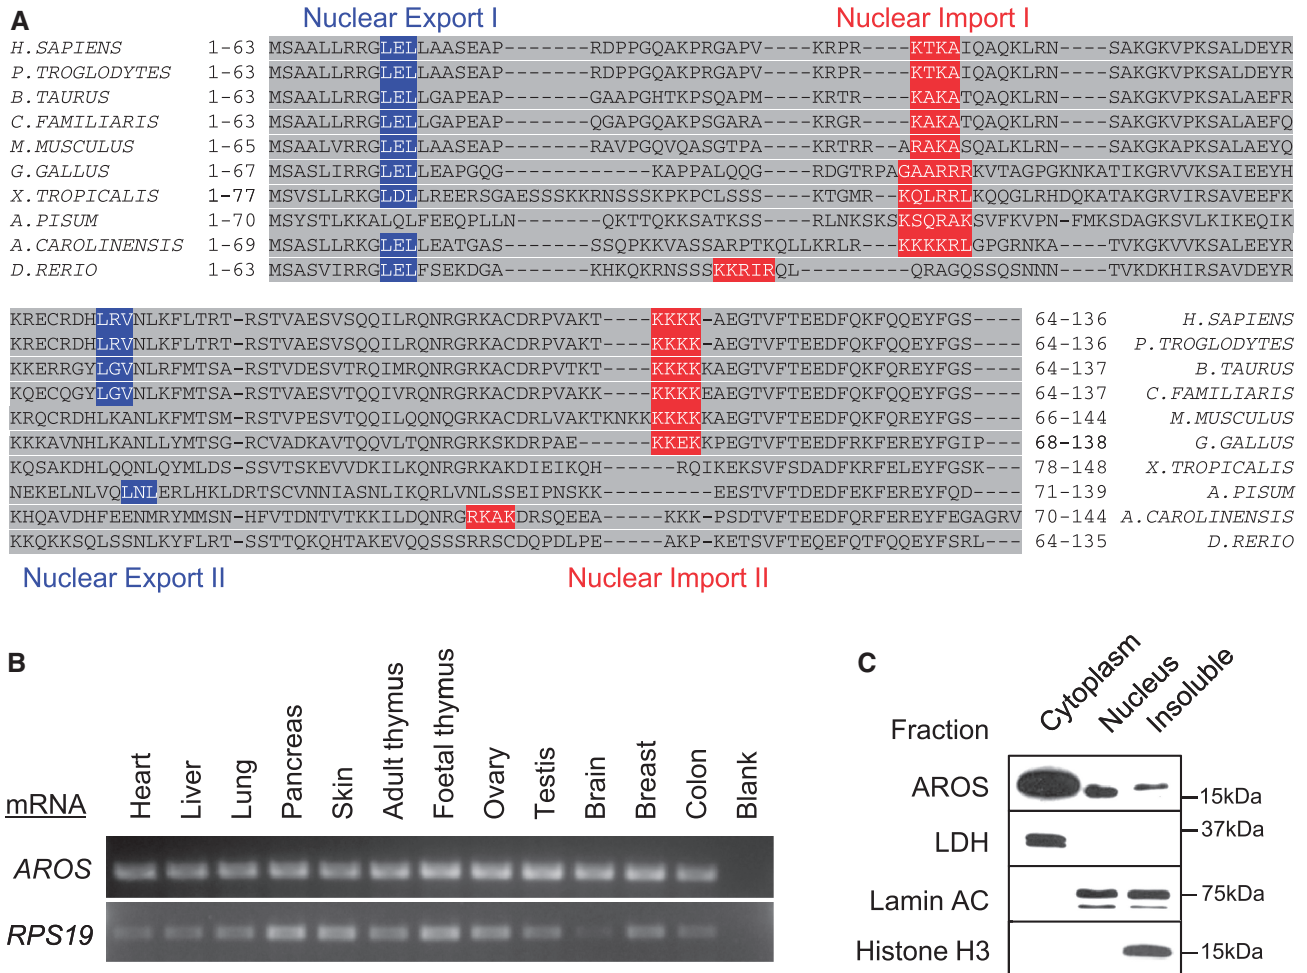 A
Nuclear Export I Nuclear Import I
H.SAPIENS 1-63 MSAALLRRGLELLAASEAP-------RDPPGQAKPRGAPV----KRPR----KTKAIQAQKLRN----SAKGKVPKSALDEYR
P.TROGLODYTES 1-63 MSAALLRRGLELLAASEAP-------RDPPGQAKPRGAPV----KRPR----KTKAIQAQKLRN----SAKGKVPKSALDEYR
B.TAURUS 1-63 MSAALLRRGLELLGAPEAP-------GAAPGHTKPSQAPM----KRTR----KAKATQAQKLRN----SAKGKVPKSALAEFR
C.FAMILIARIS 1-63 MSAALLRRGLELLGAPEAP-------QGAPGQAKPSGARA----KRGR----KAKATQAQKLRN----SAKGKVPKSALAEFQ
M.MUSCULUS 1-65 MSAALVRRGLELLAASEAP-------RAVPGQVQASGTPA----KRTRR--ARAKASQALKLRN----SAKGKAPKSALAEYQ
G.GALLUS 1-67 MSASLIRRGLELLEAPGQG------------KAPPALQQG----RDGTRPAGAARRRKVTAGPGKNKATIKGRVVKSAIEEYH
X.TROPICALIS 1-77 MSVSLLRKGLDLLREERSGAESSSKKRNSSSKPCLSSS----KTGMR--KQLRRLKQQGLRHDQKATAKGRVIRSAVEEFK
A.PISUM 1-70 MSYSTLKKALQLFEEQPLLN-------QKTTQKKSATKSS----RLNKSKSKSQRAKSVFKVPN-FMKSDAGKSVLKIKEQIK
A.CAROLINENSIS 1-69 MSASLLRKGLELLEATGAS-------SSQPKKVASSARPTKQLLKRLR--KKKKRLGPGRNKA----TVKGKVVKSALEEYR
D.RERIO 1-63 MSASVIRRGLELFSEKDGA-------KHKQKRNSSSKKRIRQL---------QRAGQSSQSNNN----TVKDKHIRSAVDEYR
KRECRDHLRVNLKFLTRT-RSTVAESVSQQILRQNRGRKACDRPVAKT----KKKK-AEGTVFTEEDFQKFQQEYFGS---- 64-136 H.SAPIENS
KRECRDHLRVNLKFLTRT-RSTVAESVSQQILRQNRGRKACDRPVAKT----KKKK-AEGTVFTEEDFQKFQQEYFGS---- 64-136 P.TROGLODYTES
KKERRGYLGVNLRFMTSA-RSTVDESVTRQIMRQNRGRKACDRPVTKT----KKKKKAEGTVFTEEDFQKFQREYFGS---- 64-137 B.TAURUS
KQECQGYLGVNLKFMTSA-RSTVAESVTQQIVRQNRGRKACDRPVAKK----KKKKEAEGTVFTEEDFQKFQREYFGS---- 64-137 C.FAMILIARIS
KRQCRDHLKANLKFMTSM-RSTVPESVTQQILQQNQGRKACDRLVAKTKNKKKKKKKAEGTVFTEEDFQKFQREYFGS---- 66-144 M.MUSCULUS
KKKAVNHLKANLLYMTSG-RCVADKAVTQQVLTQNRGRKSKDRPAE------KKEKKPEGTVFTEEDFRKFEREYFGIP--- 68-138 G.GALLUS
KQSAKDHLQQNLQYMLDS-SSVTSKEVVDKILKQNRGRKAKDIEIKQH------RQIKEKSVFSDADFKRFELEYFGSK--- 78-148 X.TROPICALIS
NEKELNLVQLNLERLHKLDRTSCVNNIASNLIKQRLVNLSSEIPNSKK---------EESTVFTDEDFRKFEREYFQD---- 71-139 A.PISUM
KHQAVDHFEENMRYMMSN-HFVTDNTVTKKILDQNRGRKAKDRSQEEA-----KKK-PSDTVFTEEDFQRFEREYFEGAGRV 70-144 A.CAROLINENSIS
KKQKKSQLSSNLKYFLRT-SSTTQKQHTAKEVQQSSSRRSCDQPDLPE-----AKP-KETSVFTEQEFQTFQQEYFSRL--- 64-135 D.RERIO
Nuclear Export II Nuclear Import II
B
mRNA Heart Liver Lung Pancreas Skin Adult thymus Foetal thymus Ovary Testis Brain Breast Colon Blank
AROS
RPS19
C
Fraction Cytoplasm Nucleus Insoluble
AROS 15kDa
LDH 37kDa
Lamin AC 75kDa
Histone H3 15kDa